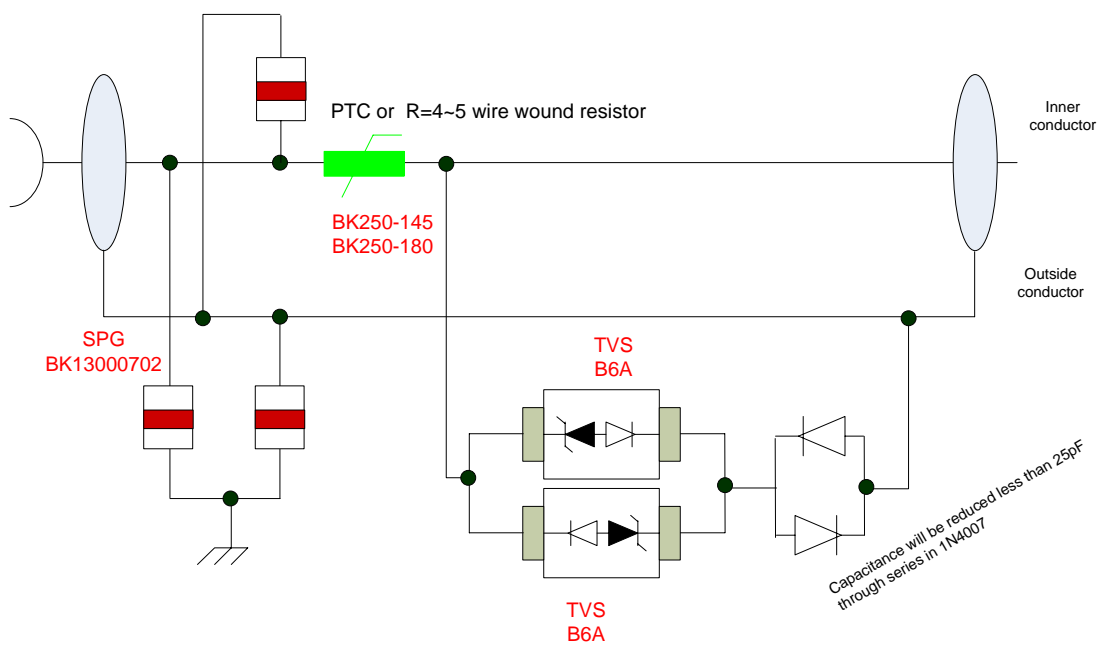 PTC or R=4~5 wire wound resistor
Inner
conductor
BK250-145
BK250-180
Outside
conductor
SPG
BK13000702
TVS
B6A
Capacitance will be reduced less than 25pF
through series in 1N4007
TVS
B6A